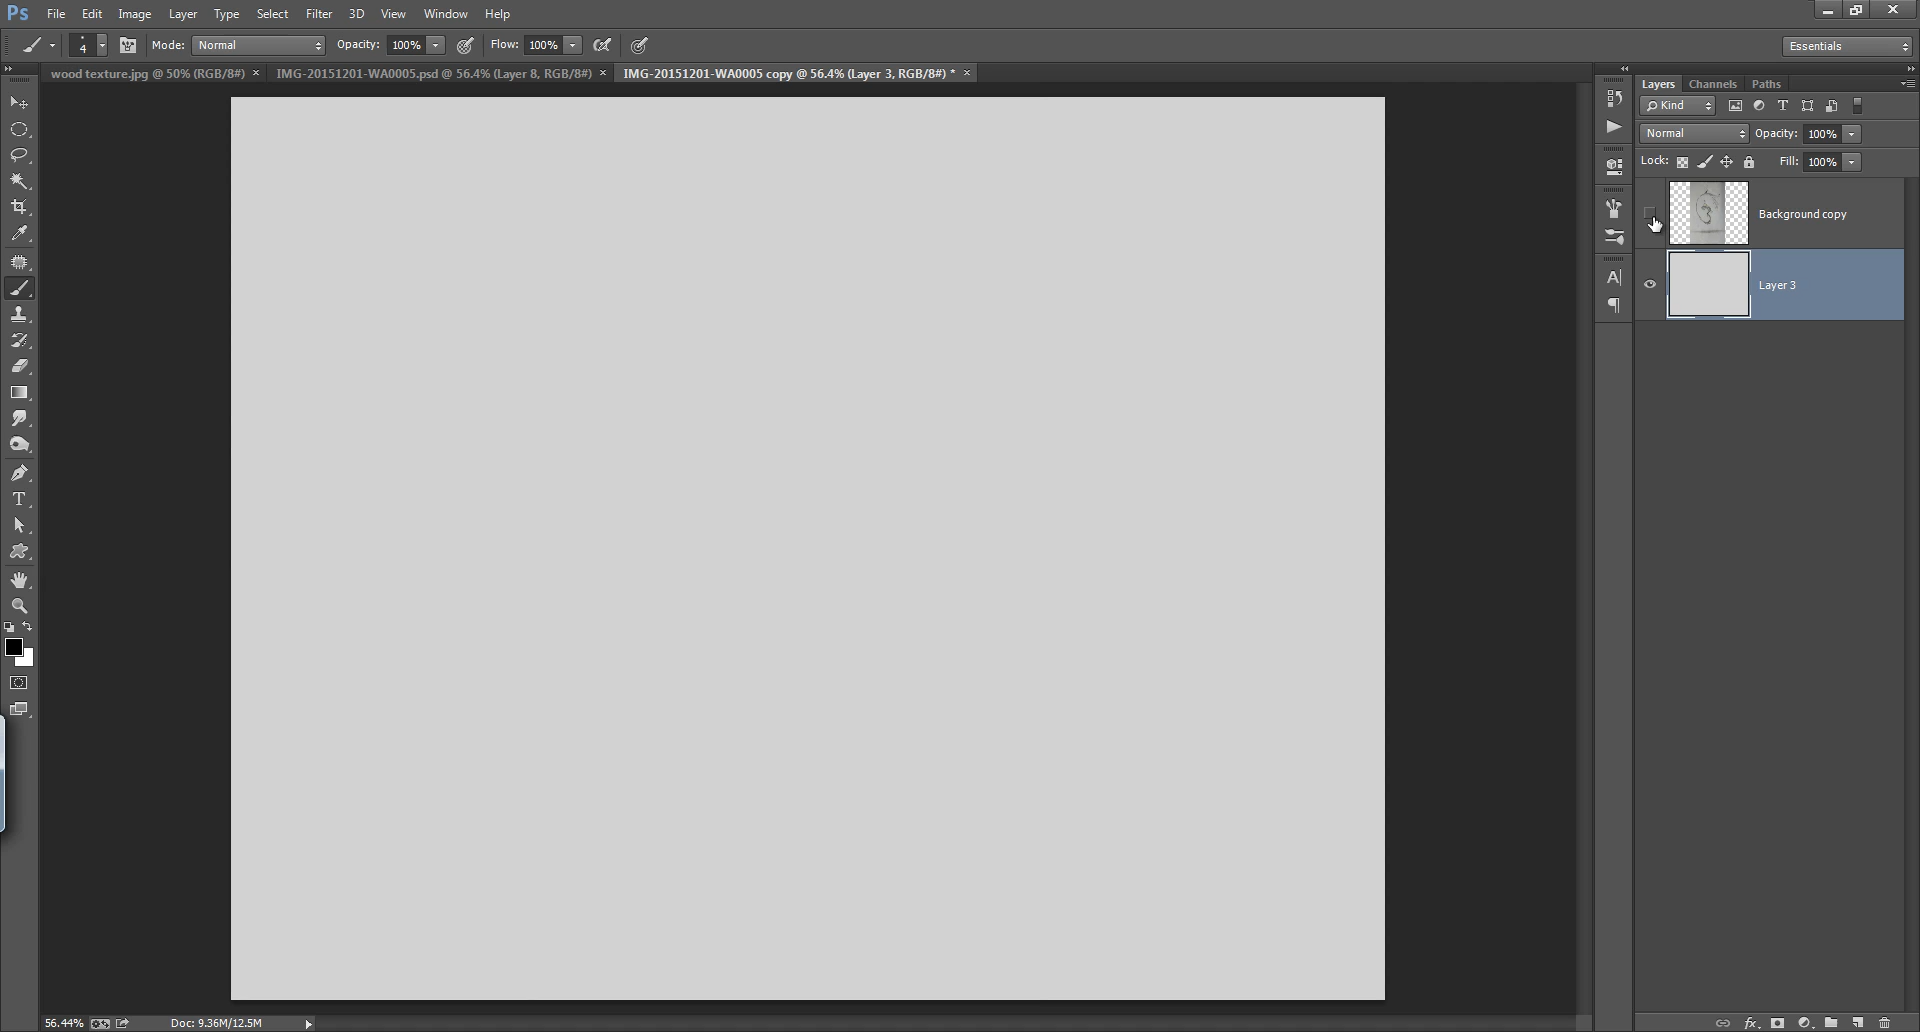 Ps File Edit Image Layer Type Select Filter 3D View Window Help
4 Mode: Normal Opacity: 100% Flow: 100% Essentials
wood texture.jpg @ 50% (RGB/8#) × IMG-20151201-WA0005.psd @ 56.4% (Layer 8, RGB/8#) × IMG-20151201-WA0005 copy @ 56.4% (Layer 3, RGB/8#) * ×
Layers Channels Paths
Kind
Normal Opacity: 100%
Lock: Fill: 100%
Background copy
Layer 3
56.44% Doc: 9.36M/12.5M